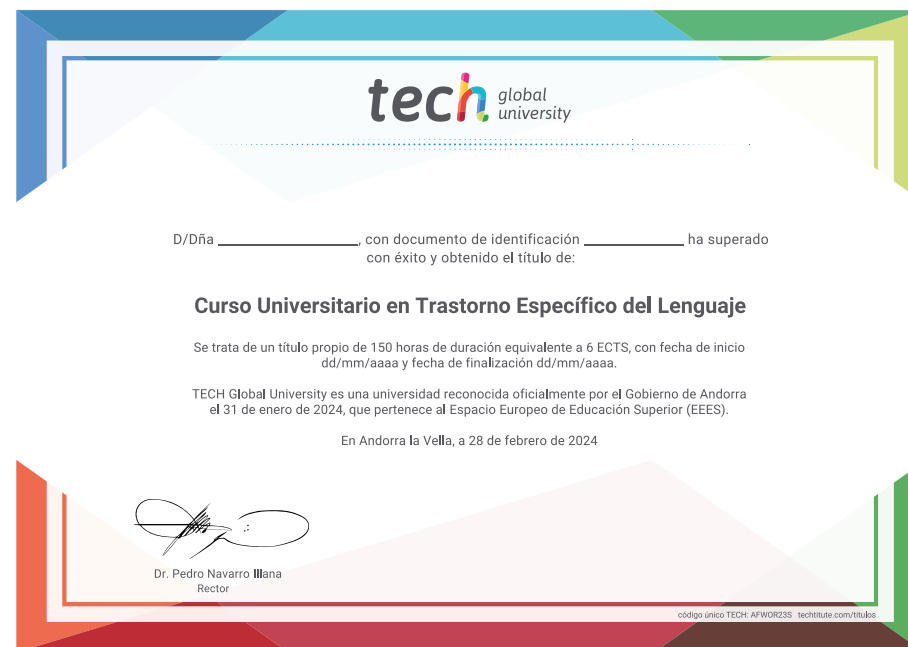 tech global university
D/Dña ____________________, con documento de identificación ______________ ha superado
con éxito y obtenido el título de:
Curso Universitario en Trastorno Específico del Lenguaje
Se trata de un título propio de 150 horas de duración equivalente a 6 ECTS, con fecha de inicio
dd/mm/aaaa y fecha de finalización dd/mm/aaaa.
TECH Global University es una universidad reconocida oficialmente por el Gobierno de Andorra
el 31 de enero de 2024, que pertenece al Espacio Europeo de Educación Superior (EEES).
En Andorra la Vella, a 28 de febrero de 2024
Dr. Pedro Navarro Illana
Rector
código único TECH: AFWOR23S techtitute.com/titulos